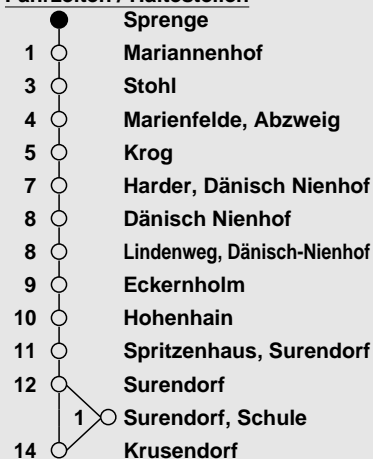 Fahrzeiten / Haltestellen
Sprenge
1 Mariannenhof
3 Stohl
4 Marienfelde, Abzweig
5 Krog
7 Harder, Dänisch Nienhof
8 Dänisch Nienhof
8 Lindenweg, Dänisch-Nienhof
9 Eckernholm
10 Hohenhain
11 Spritzenhaus, Surendorf
12 Surendorf
1 Surendorf, Schule
14 Krusendorf